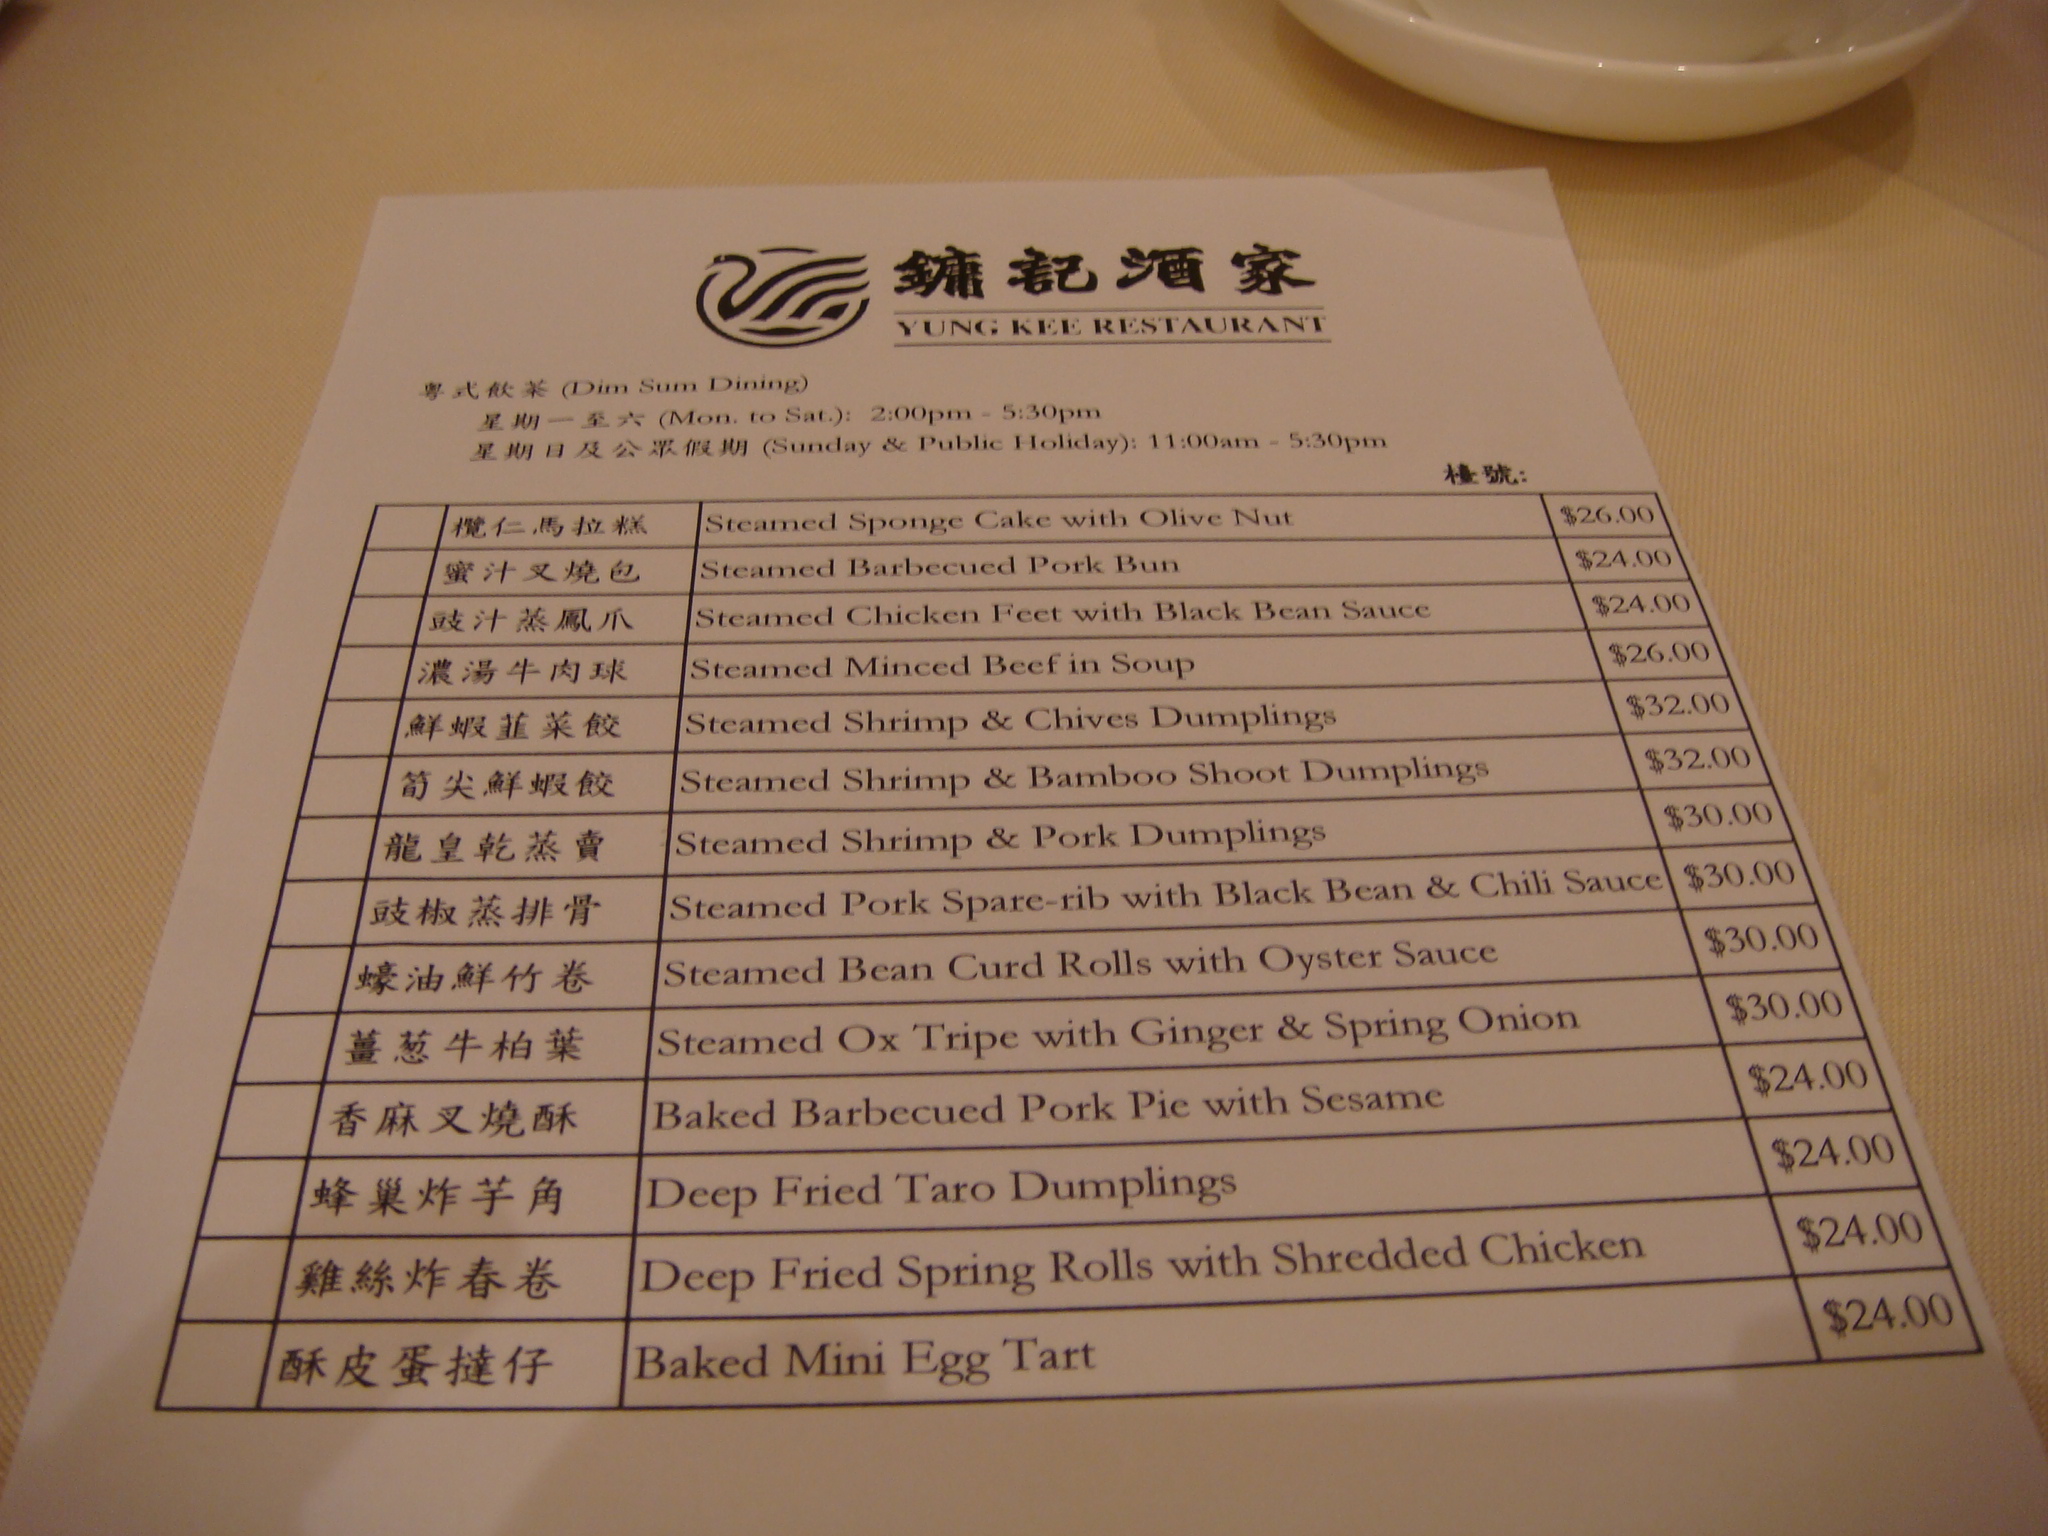 鏞記酒家
YUNG KEE RESTAURANT
粵式飲茶 (Dim Sum Dining)
星期一至六 (Mon. to Sat.): 2:00pm - 5:30pm
星期日及公眾假期 (Sunday & Public Holiday): 11:00am - 5:30pm
檯號:
欖仁馬拉糕 Steamed Sponge Cake with Olive Nut $26.00
蜜汁叉燒包 Steamed Barbecued Pork Bun $24.00
豉汁蒸鳳爪 Steamed Chicken Feet with Black Bean Sauce $24.00
濃湯牛肉球 Steamed Minced Beef in Soup $26.00
鮮蝦韮菜餃 Steamed Shrimp & Chives Dumplings $32.00
筍尖鮮蝦餃 Steamed Shrimp & Bamboo Shoot Dumplings $32.00
龍皇乾蒸賣 Steamed Shrimp & Pork Dumplings $30.00
豉椒蒸排骨 Steamed Pork Spare-rib with Black Bean & Chili Sauce $30.00
蠔油鮮竹卷 Steamed Bean Curd Rolls with Oyster Sauce $30.00
薑葱牛柏葉 Steamed Ox Tripe with Ginger & Spring Onion $30.00
香麻叉燒酥 Baked Barbecued Pork Pie with Sesame $24.00
蜂巢炸芋角 Deep Fried Taro Dumplings $24.00
雞絲炸春卷 Deep Fried Spring Rolls with Shredded Chicken $24.00
酥皮蛋撻仔 Baked Mini Egg Tart $24.00